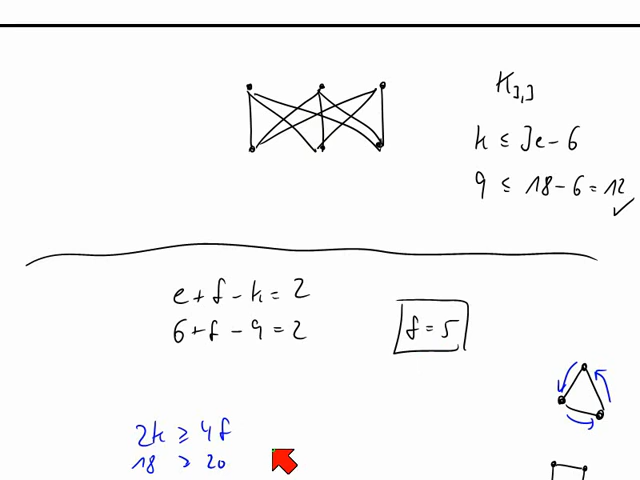 K₃,₃
k ≤ 3e - 6
9 ≤ 18 - 6 = 12 ✓
e + f - k = 2
6 + f - 9 = 2
f = 5
2k ≥ 4f
18 ≥ 20